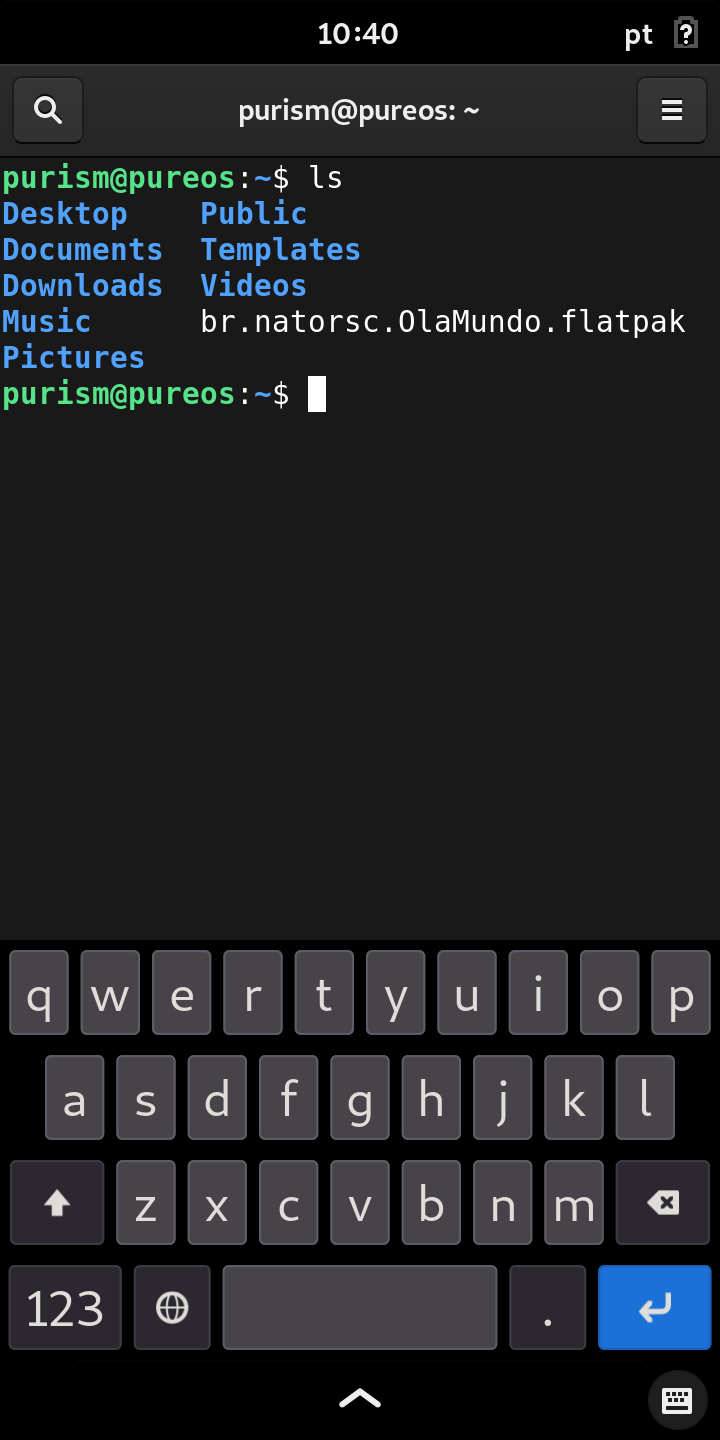 10:40 pt
purism@pureos: ~
purism@pureos:~$ ls
Desktop Public
Documents Templates
Downloads Videos
Music br.natorsc.OlaMundo.flatpak
Pictures
purism@pureos:~$
q w e r t y u i o p
a s d f g h j k l
z x c v b n m
123 .